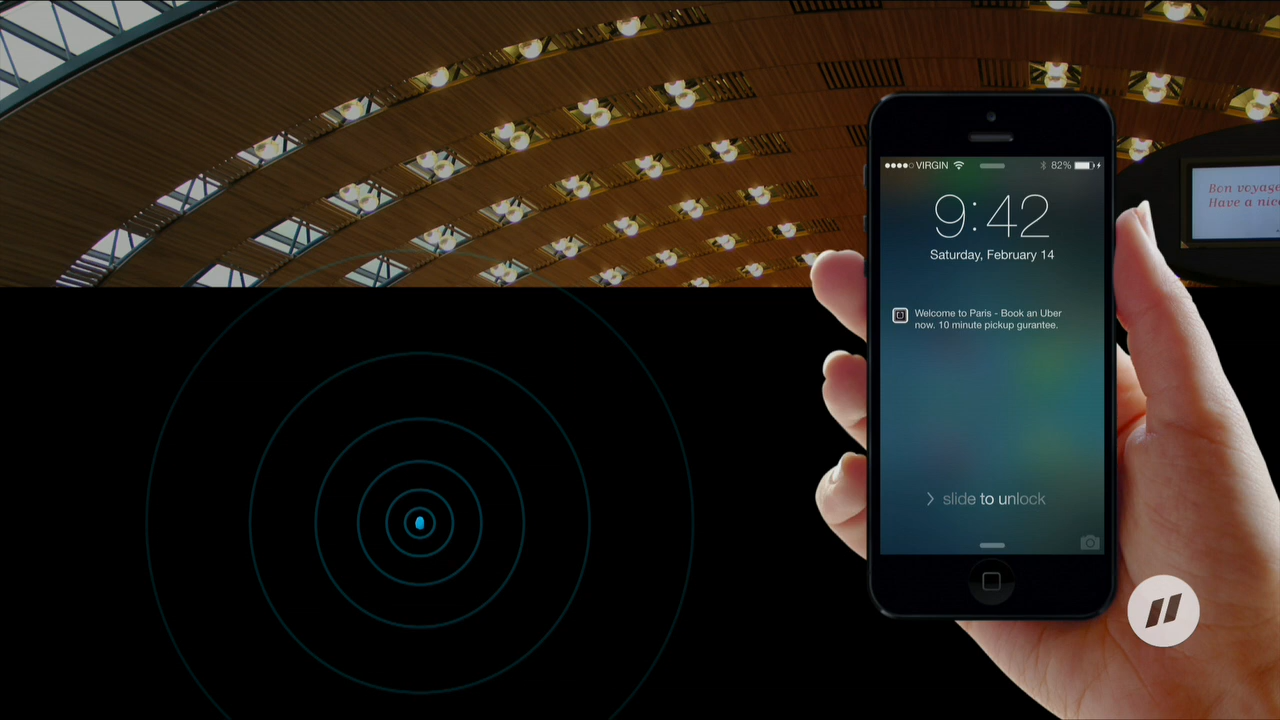 VIRGIN 82%
9:42
Saturday, February 14
Bon voyage
Have a nice
Welcome to Paris - Book an Uber
now. 10 minute pickup gurantee.
slide to unlock